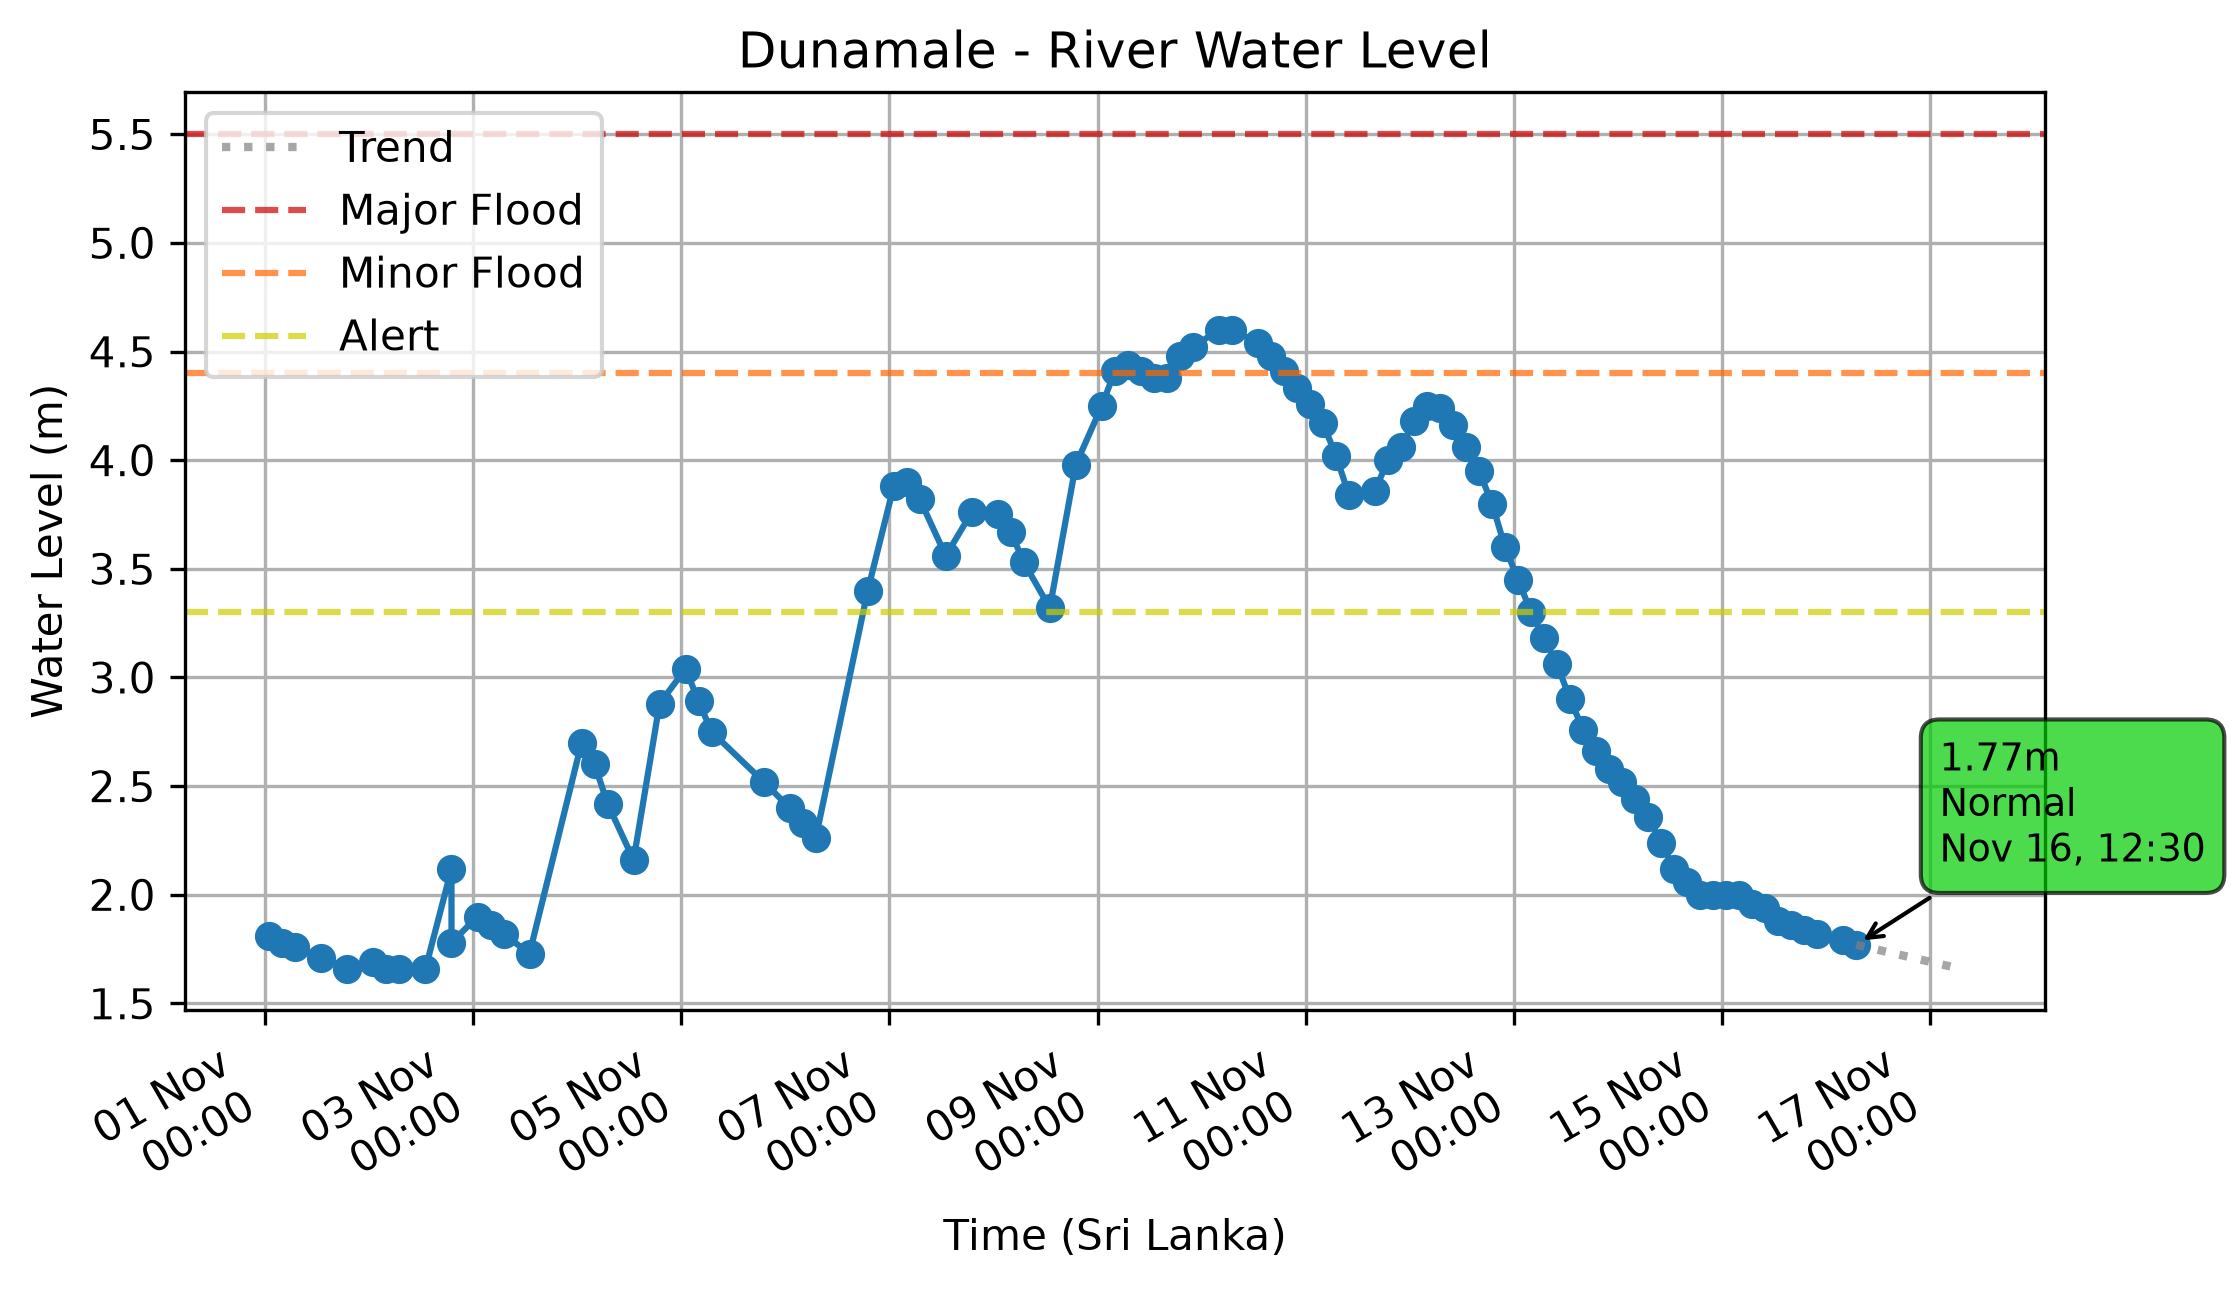 Dunamale - River Water Level
Trend
Major Flood
Minor Flood
Alert
5.5
5.0
4.5
4.0
3.5
3.0
2.5
2.0
1.5
Water Level (m)
1.77m
Normal
Nov 16, 12:30
01 Nov
00:00
03 Nov
00:00
05 Nov
00:00
07 Nov
00:00
09 Nov
00:00
11 Nov
00:00
13 Nov
00:00
15 Nov
00:00
17 Nov
00:00
Time (Sri Lanka)